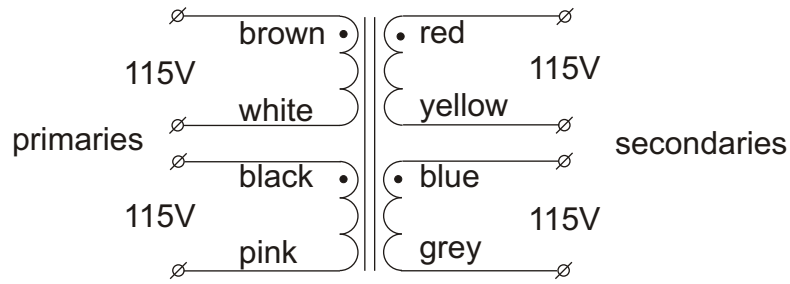 brown
red
115V
115V
white
yellow
primaries
secondaries
black
blue
115V
115V
pink
grey